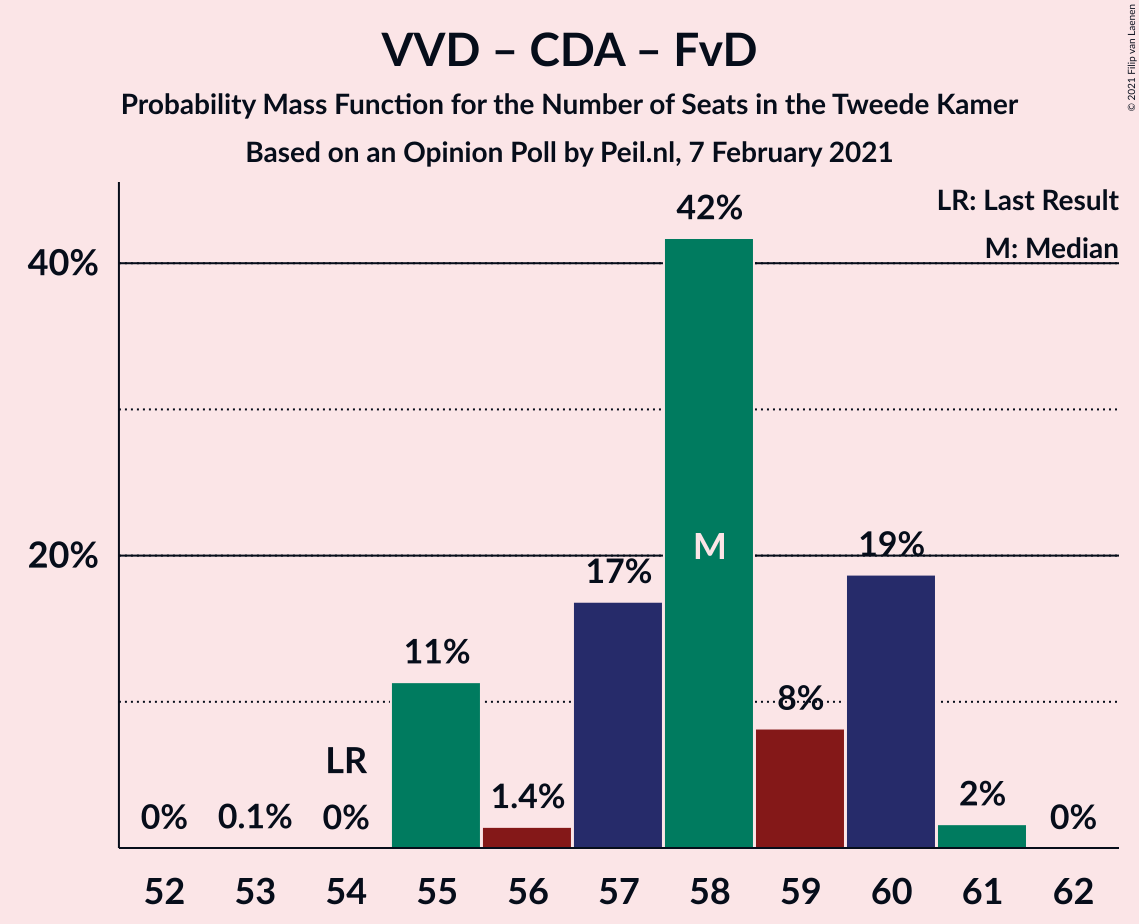 VVD – CDA – FvD
Probability Mass Function for the Number of Seats in the Tweede Kamer
Based on an Opinion Poll by Peil.nl, 7 February 2021
© 2021 Filip van Laenen
LR: Last Result
M: Median
40%
20%
0%
0.1%
LR
0%
11%
1.4%
17%
42%
M
8%
19%
2%
0%
52 53 54 55 56 57 58 59 60 61 62